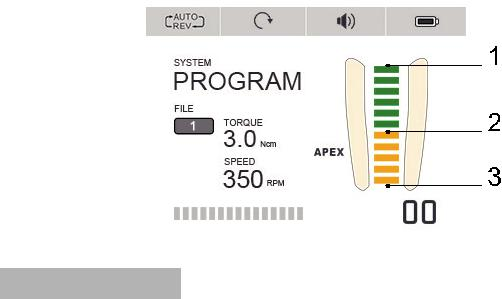 AUTO
REV
1
SYSTEM
PROGRAM
FILE
1
TORQUE
3.0 Ncm
SPEED
350 RPM
2
APEX
3
00